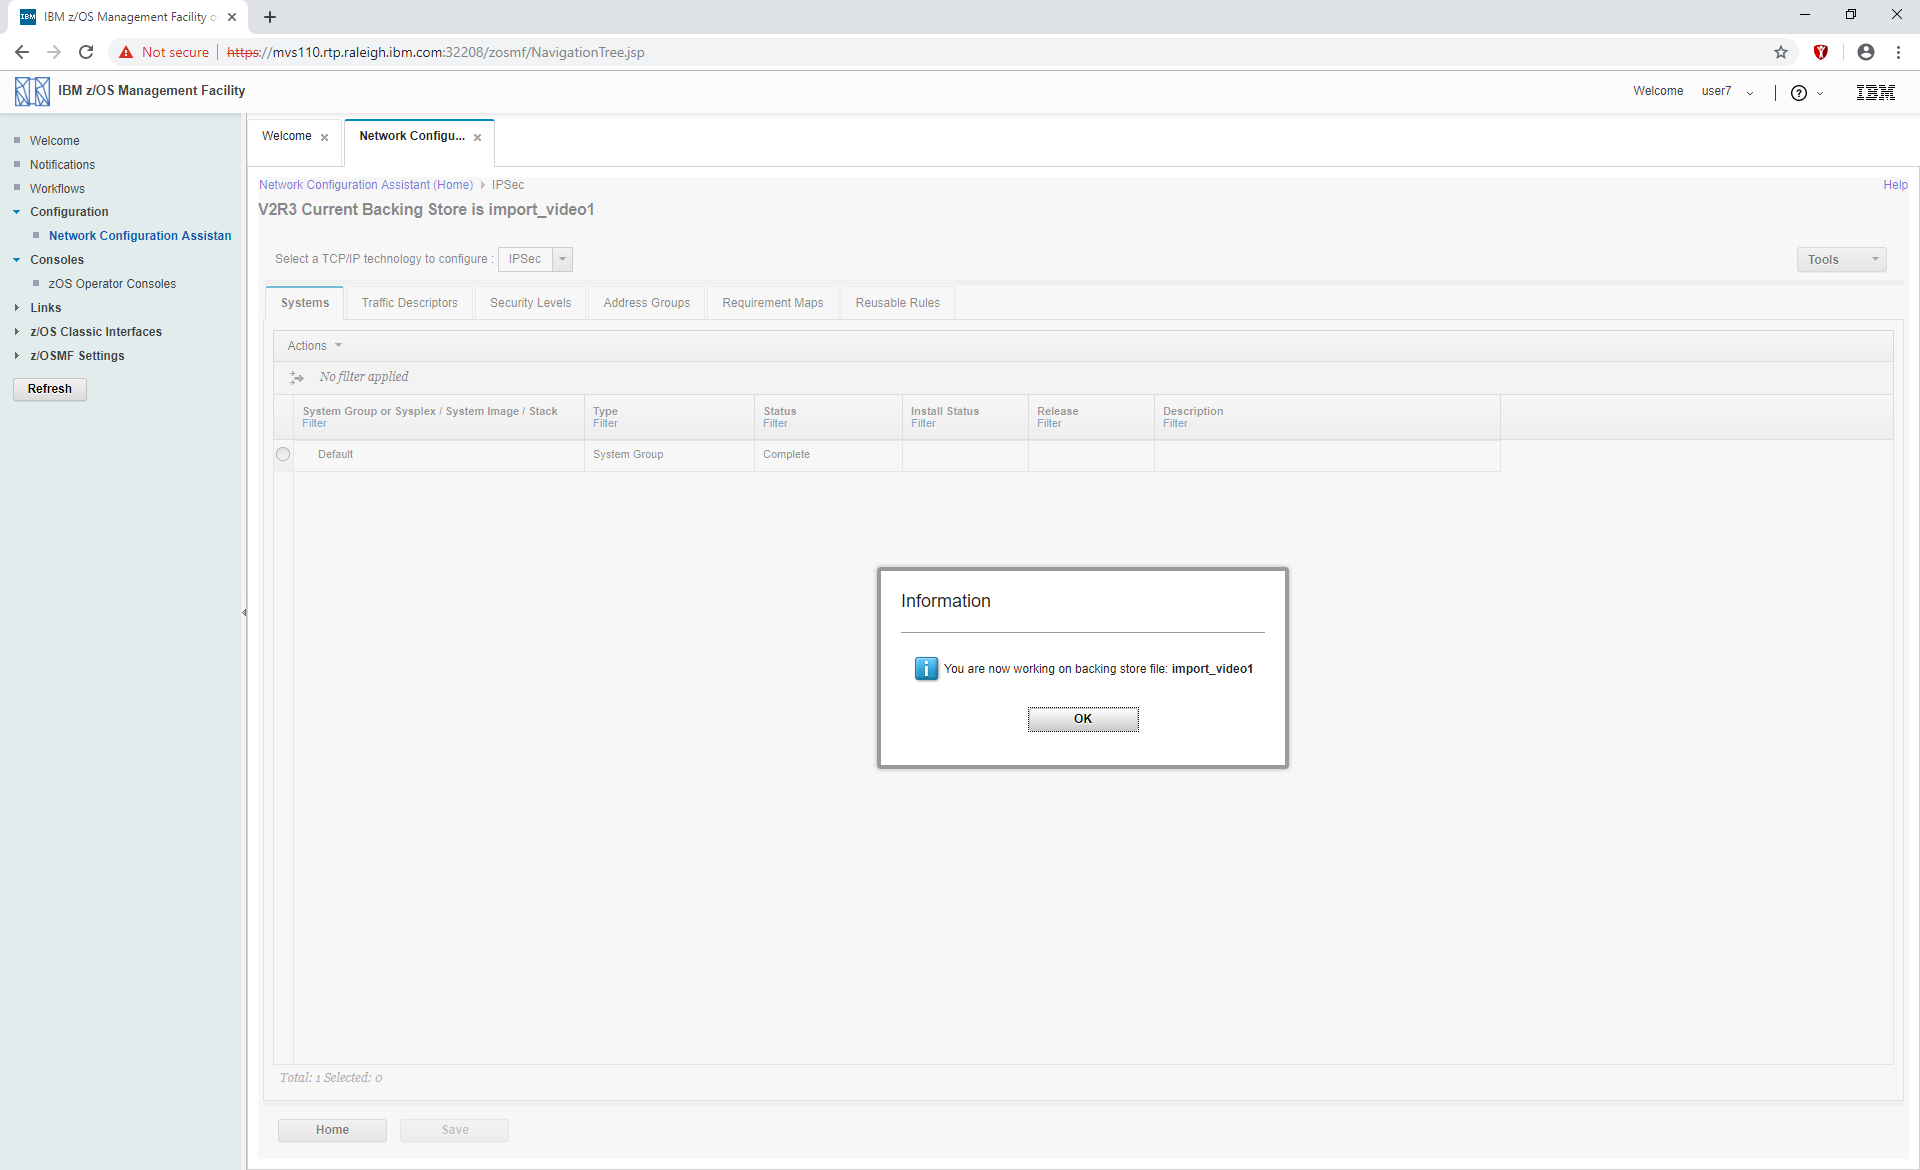 IBM z/OS Management Facility o
Not secure
https://mvs110.rtp.raleigh.ibm.com:32208/zosmf/NavigationTree.jsp
IBM z/OS Management Facility
Welcome user7
IBM
Welcome
Notifications
Workflows
Configuration
Network Configuration Assistan
Consoles
zOS Operator Consoles
Links
z/OS Classic Interfaces
z/OSMF Settings
Refresh
Welcome
Network Configu...
Network Configuration Assistant (Home) IPSec
Help
V2R3 Current Backing Store is import_video1
Select a TCP/IP technology to configure : IPSec
Tools
Systems Traffic Descriptors Security Levels Address Groups Requirement Maps Reusable Rules
Actions
No filter applied
System Group or Sysplex / System Image / Stack Type Status Install Status Release Description
Filter Filter Filter Filter Filter Filter
Default System Group Complete
Information
You are now working on backing store file: import_video1
OK
Total: 1 Selected: 0
Home Save